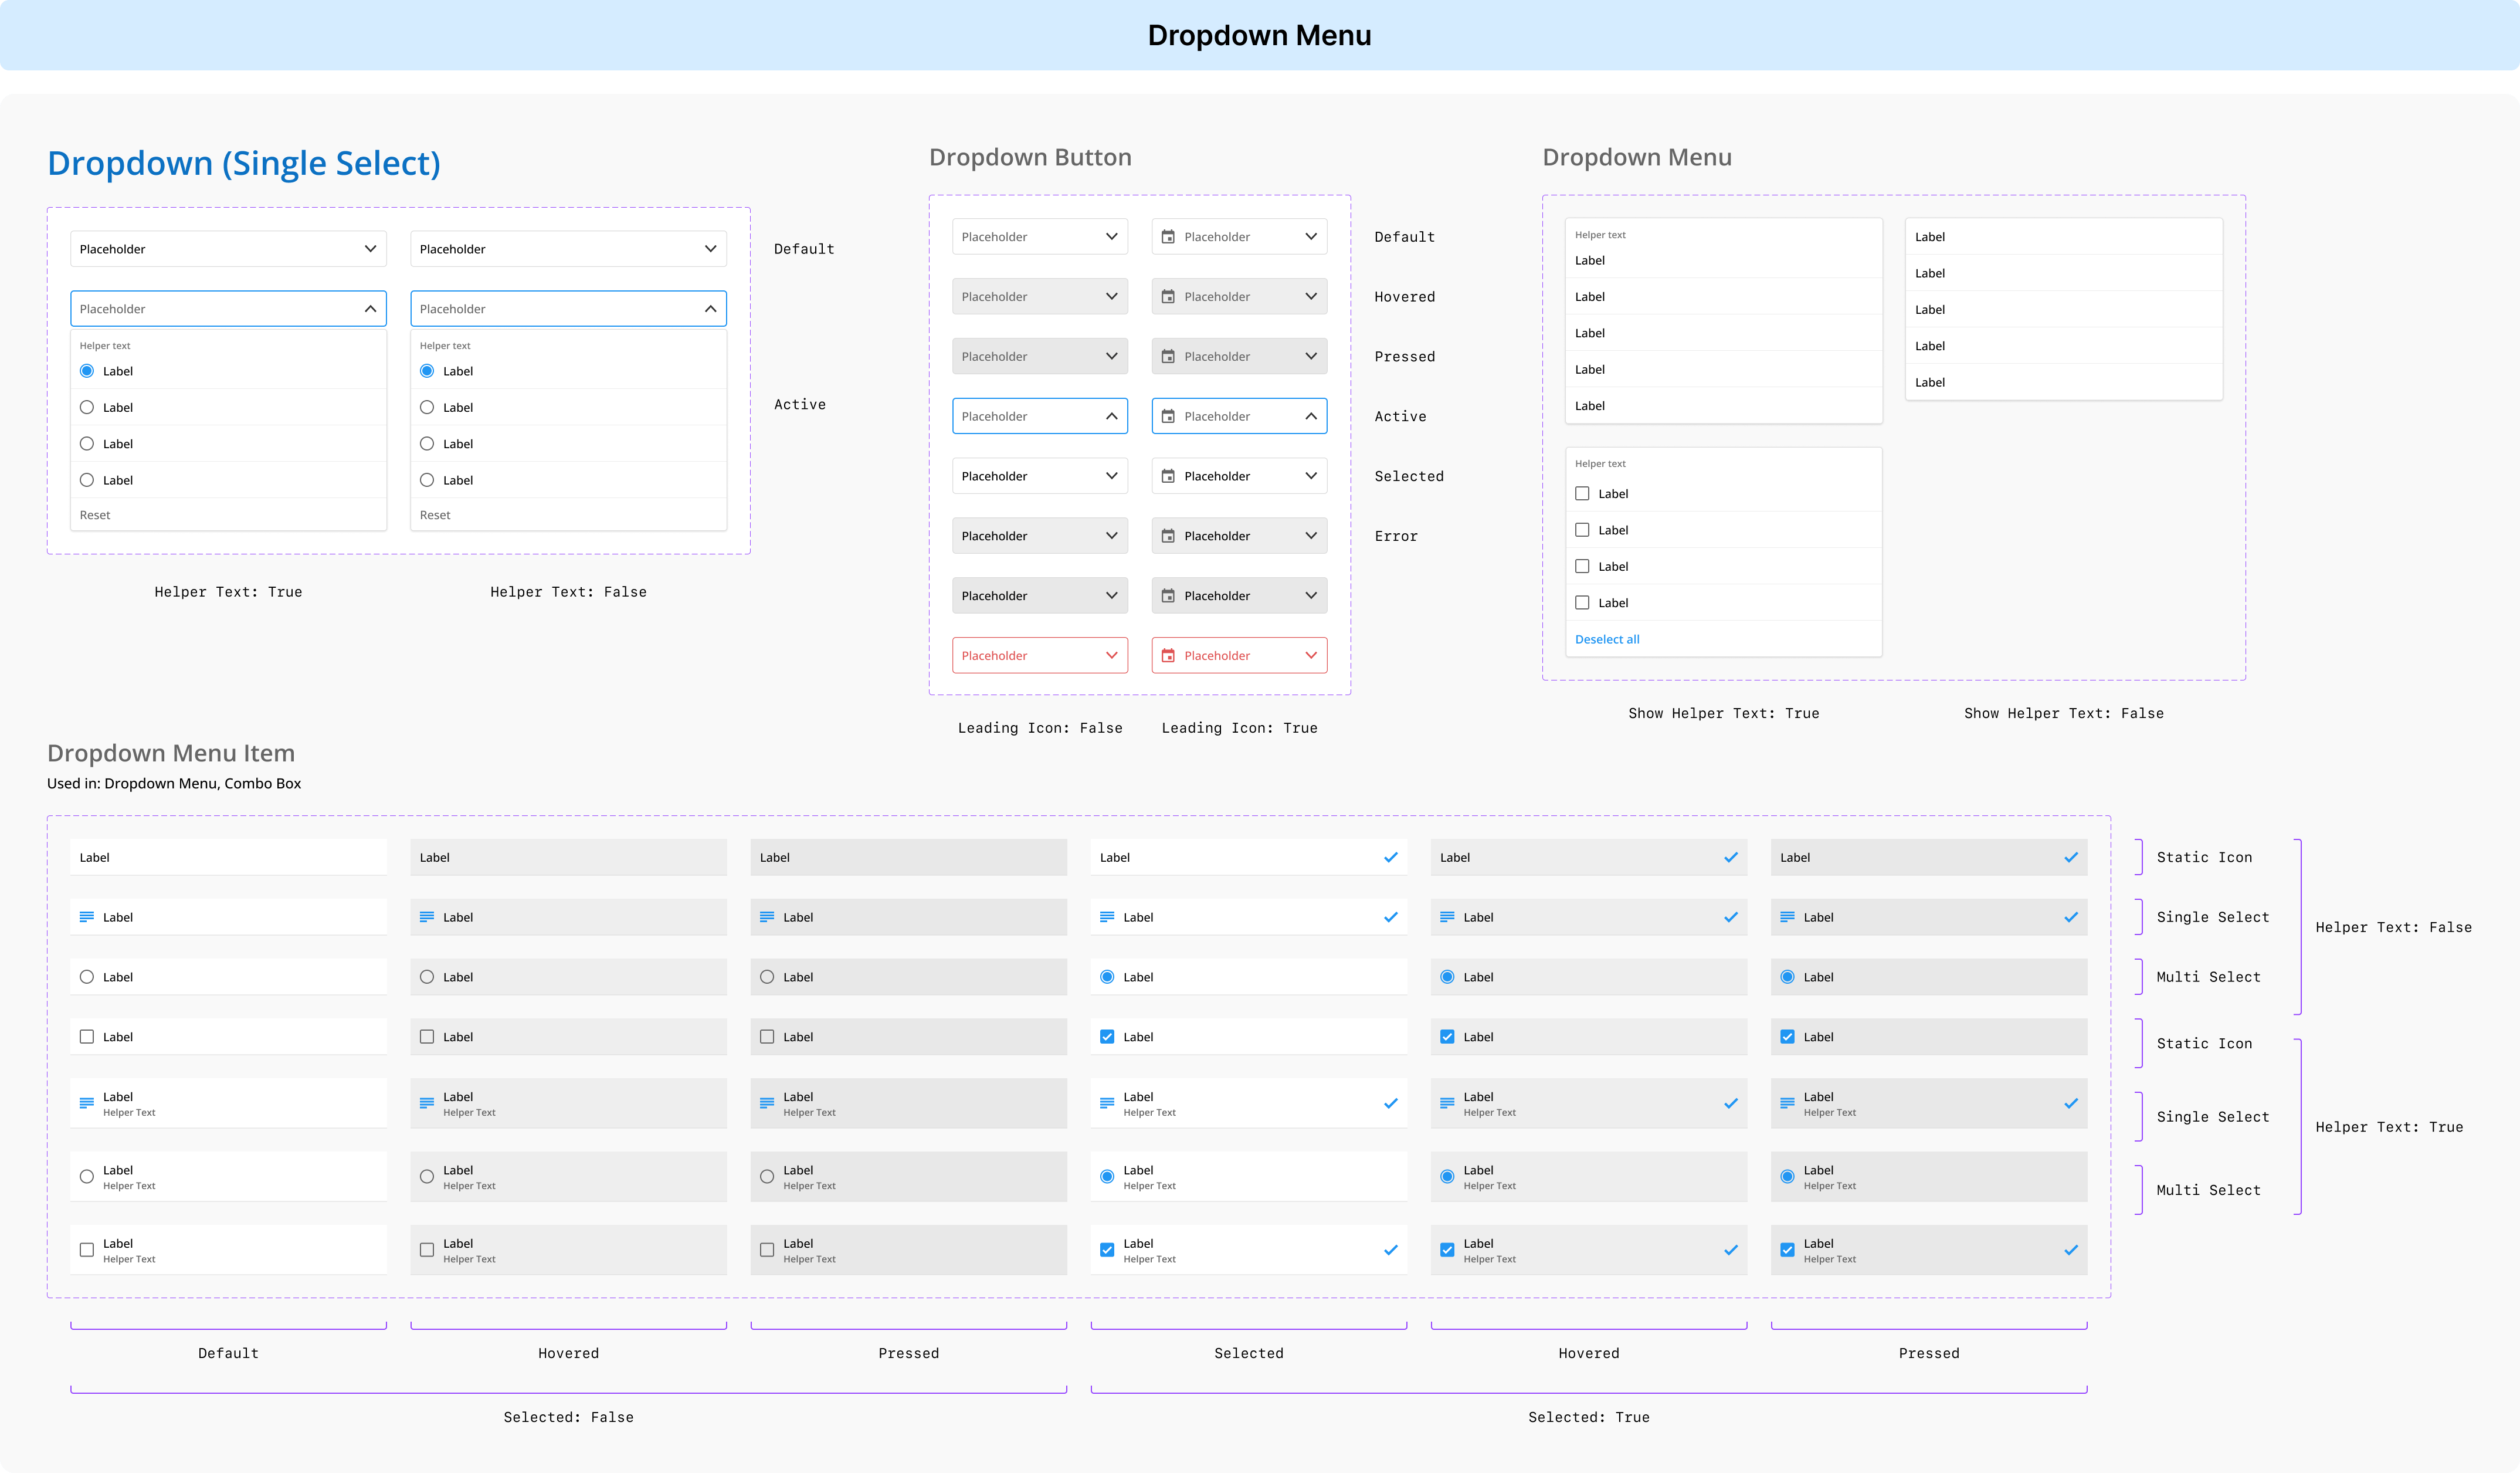 Dropdown Menu
Dropdown (Single Select)
Placeholder
Placeholder
Default
Placeholder
Placeholder
Helper text
Helper text
Label
Label
Label
Label
Active
Label
Label
Label
Label
Reset
Reset
Helper Text: True
Helper Text: False
Dropdown Button
Placeholder
Placeholder
Default
Placeholder
Placeholder
Hovered
Placeholder
Placeholder
Pressed
Placeholder
Placeholder
Active
Placeholder
Placeholder
Selected
Placeholder
Placeholder
Error
Placeholder
Placeholder
Placeholder
Placeholder
Leading Icon: False
Leading Icon: True
Dropdown Menu
Helper text
Label
Label
Label
Label
Label
Label
Label
Label
Label
Label
Helper text
Label
Label
Label
Label
Deselect all
Show Helper Text: True
Show Helper Text: False
Dropdown Menu Item
Used in: Dropdown Menu, Combo Box
Label
Label
Label
Label
Label
Label
Static Icon
Label
Label
Label
Label
Label
Label
Single Select
Helper Text: False
Label
Label
Label
Label
Label
Label
Multi Select
Label
Label
Label
Label
Label
Label
Static Icon
Label
Helper Text
Label
Helper Text
Label
Helper Text
Label
Helper Text
Label
Helper Text
Label
Helper Text
Single Select
Helper Text: True
Label
Helper Text
Label
Helper Text
Label
Helper Text
Label
Helper Text
Label
Helper Text
Label
Helper Text
Multi Select
Label
Helper Text
Label
Helper Text
Label
Helper Text
Label
Helper Text
Label
Helper Text
Label
Helper Text
Default
Hovered
Pressed
Selected
Hovered
Pressed
Selected: False
Selected: True